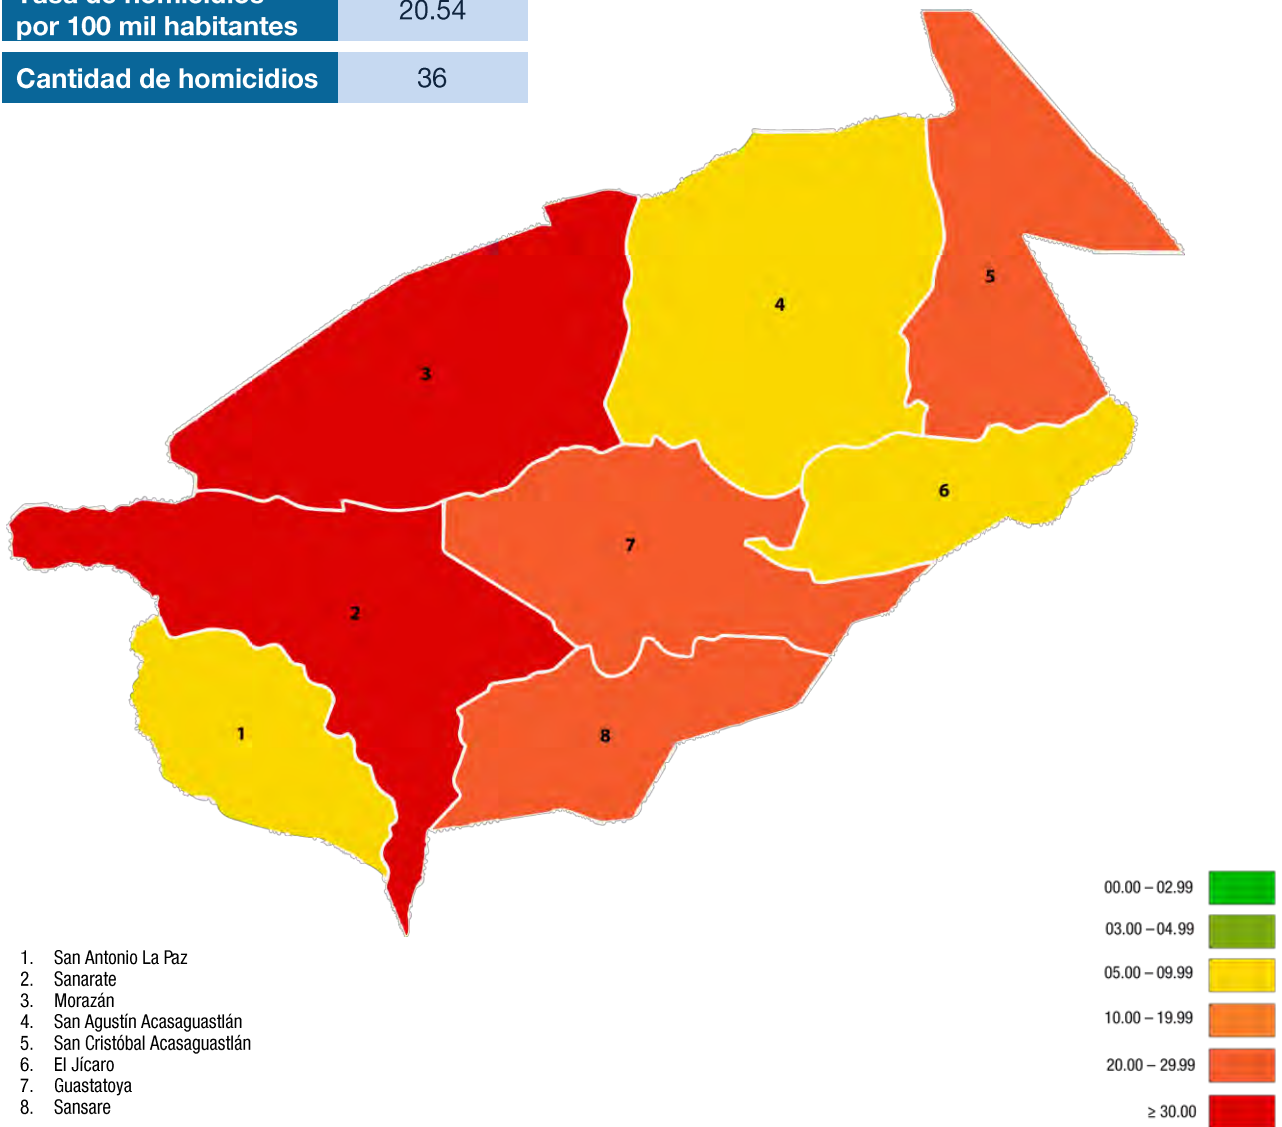 Tasa de homicidios
por 100 mil habitantes
20.54
Cantidad de homicidios
36
5
4
3
6
7
2
1
8
00.00 – 02.99
03.00 – 04.99
05.00 – 09.99
10.00 – 19.99
20.00 – 29.99
≥ 30.00
1. San Antonio La Paz
2. Sanarate
3. Morazán
4. San Agustín Acasaguastlán
5. San Cristóbal Acasaguastlán
6. El Jícaro
7. Guastatoya
8. Sansare